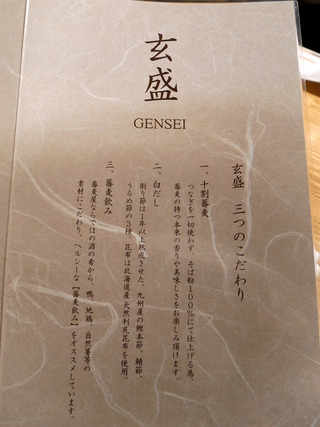 玄盛
GENSEI
玄盛 三つのこだわり
一、十割蕎麦
つなぎを一切使わず、そば粉100%にて仕上げる為、
蕎麦の持つ本来の香りや美味しさをお楽しみ頂けます。
二、白だし
削り節は1年以上熟成させた、九州産の鰹本節、鯖節、
うるめ節の3種、昆布は北海道産天然利尻昆布を使用。
三、蕎麦飲み
蕎麦屋ならではの酒の肴から、鴨、地鶏、自然薯等の
素材にこだわり、ヘルシーな【蕎麦飲み】をオススメしています。